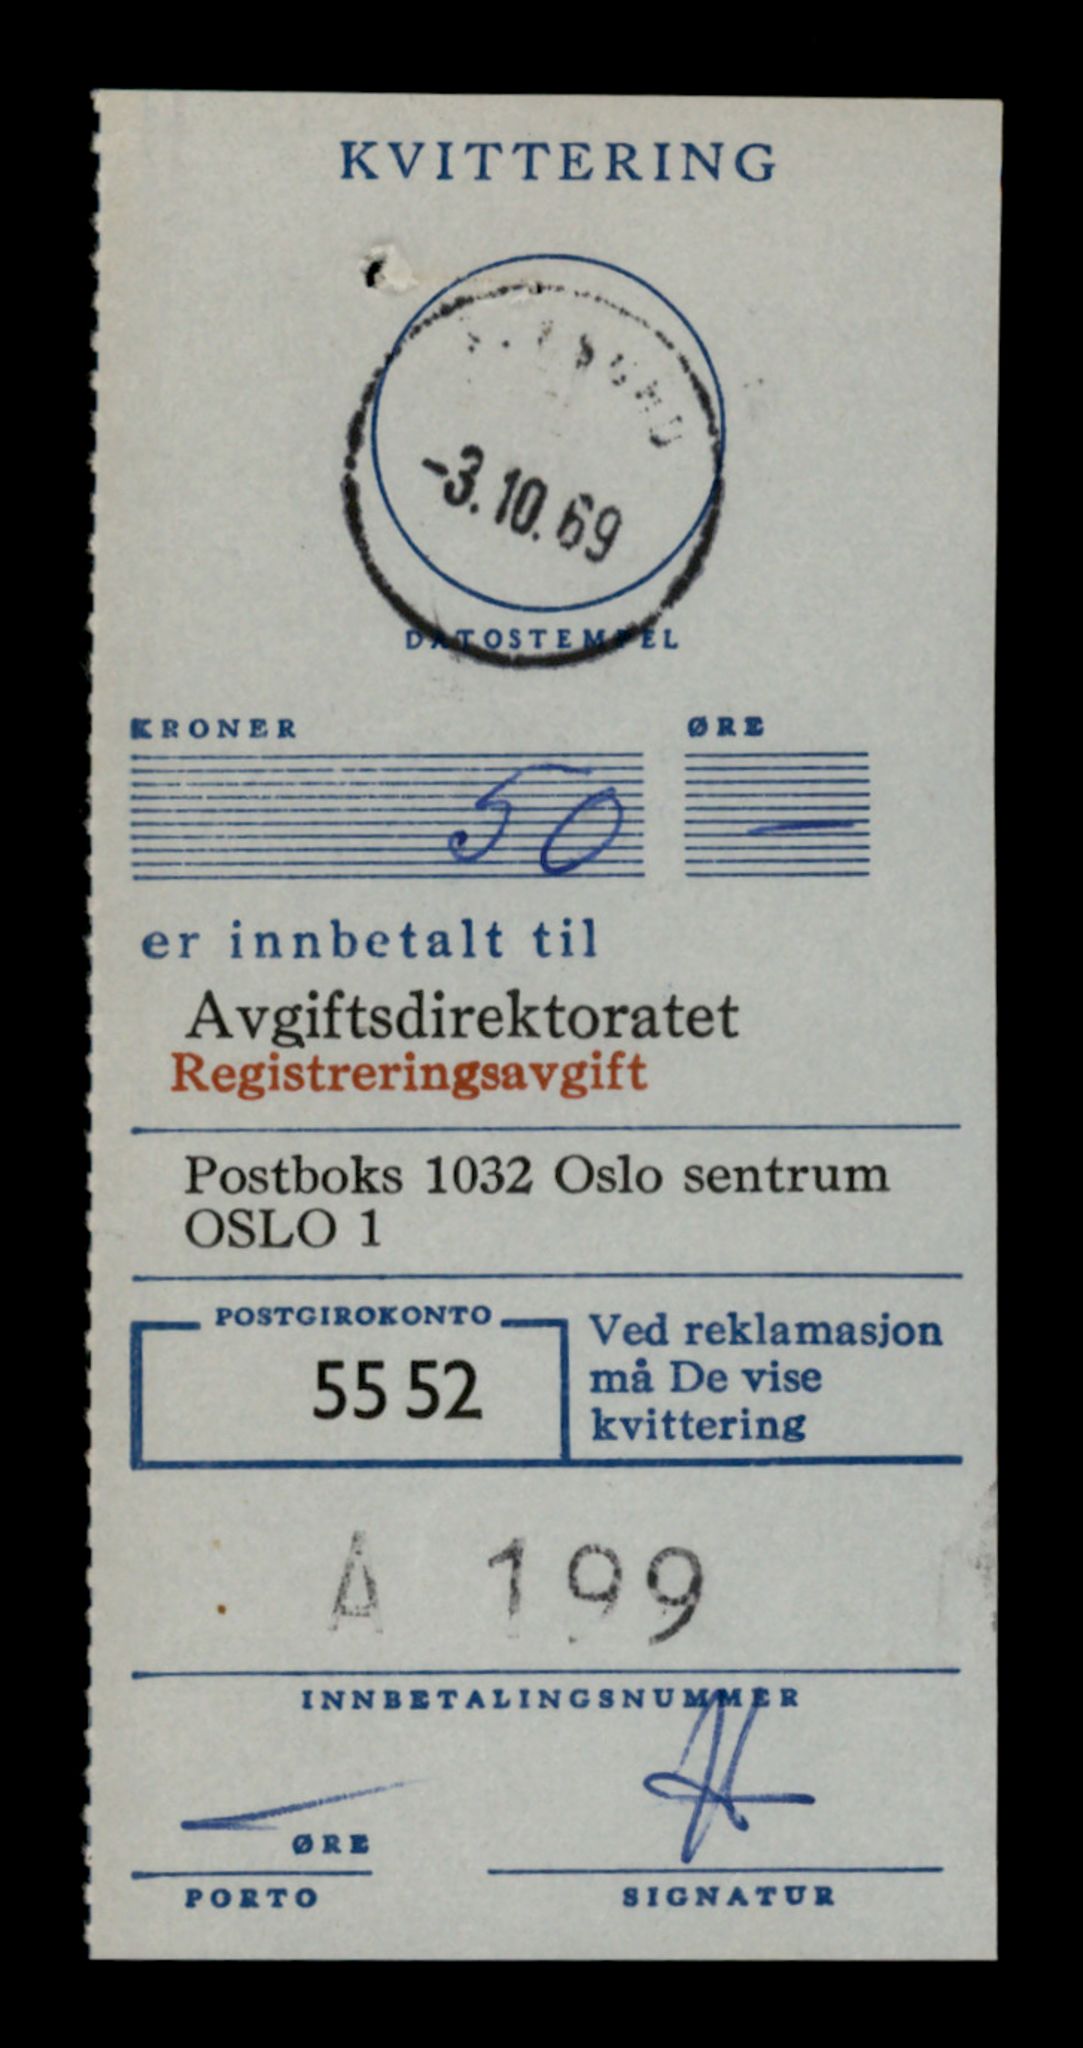 KVITTERING
-3.10.69
DATOSTEMPEL
KRONER ØRE
50 —
er innbetalt til
Avgiftsdirektoratet
Registreringsavgift
Postboks 1032 Oslo sentrum
OSLO 1
POSTGIROKONTO
55 52
Ved reklamasjon
må De vise
kvittering
A 199
INNBETALINGSNUMMER
ØRE
PORTO
SIGNATUR